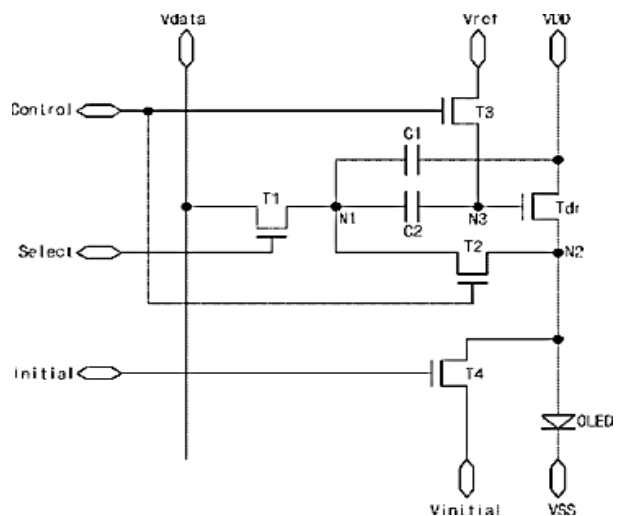 Vdata
Vref
VDD
Control
T3
C1
T1
Tdr
N1
C2
N3
Select
T2
N2
initial
T4
OLED
Vinitial
VSS